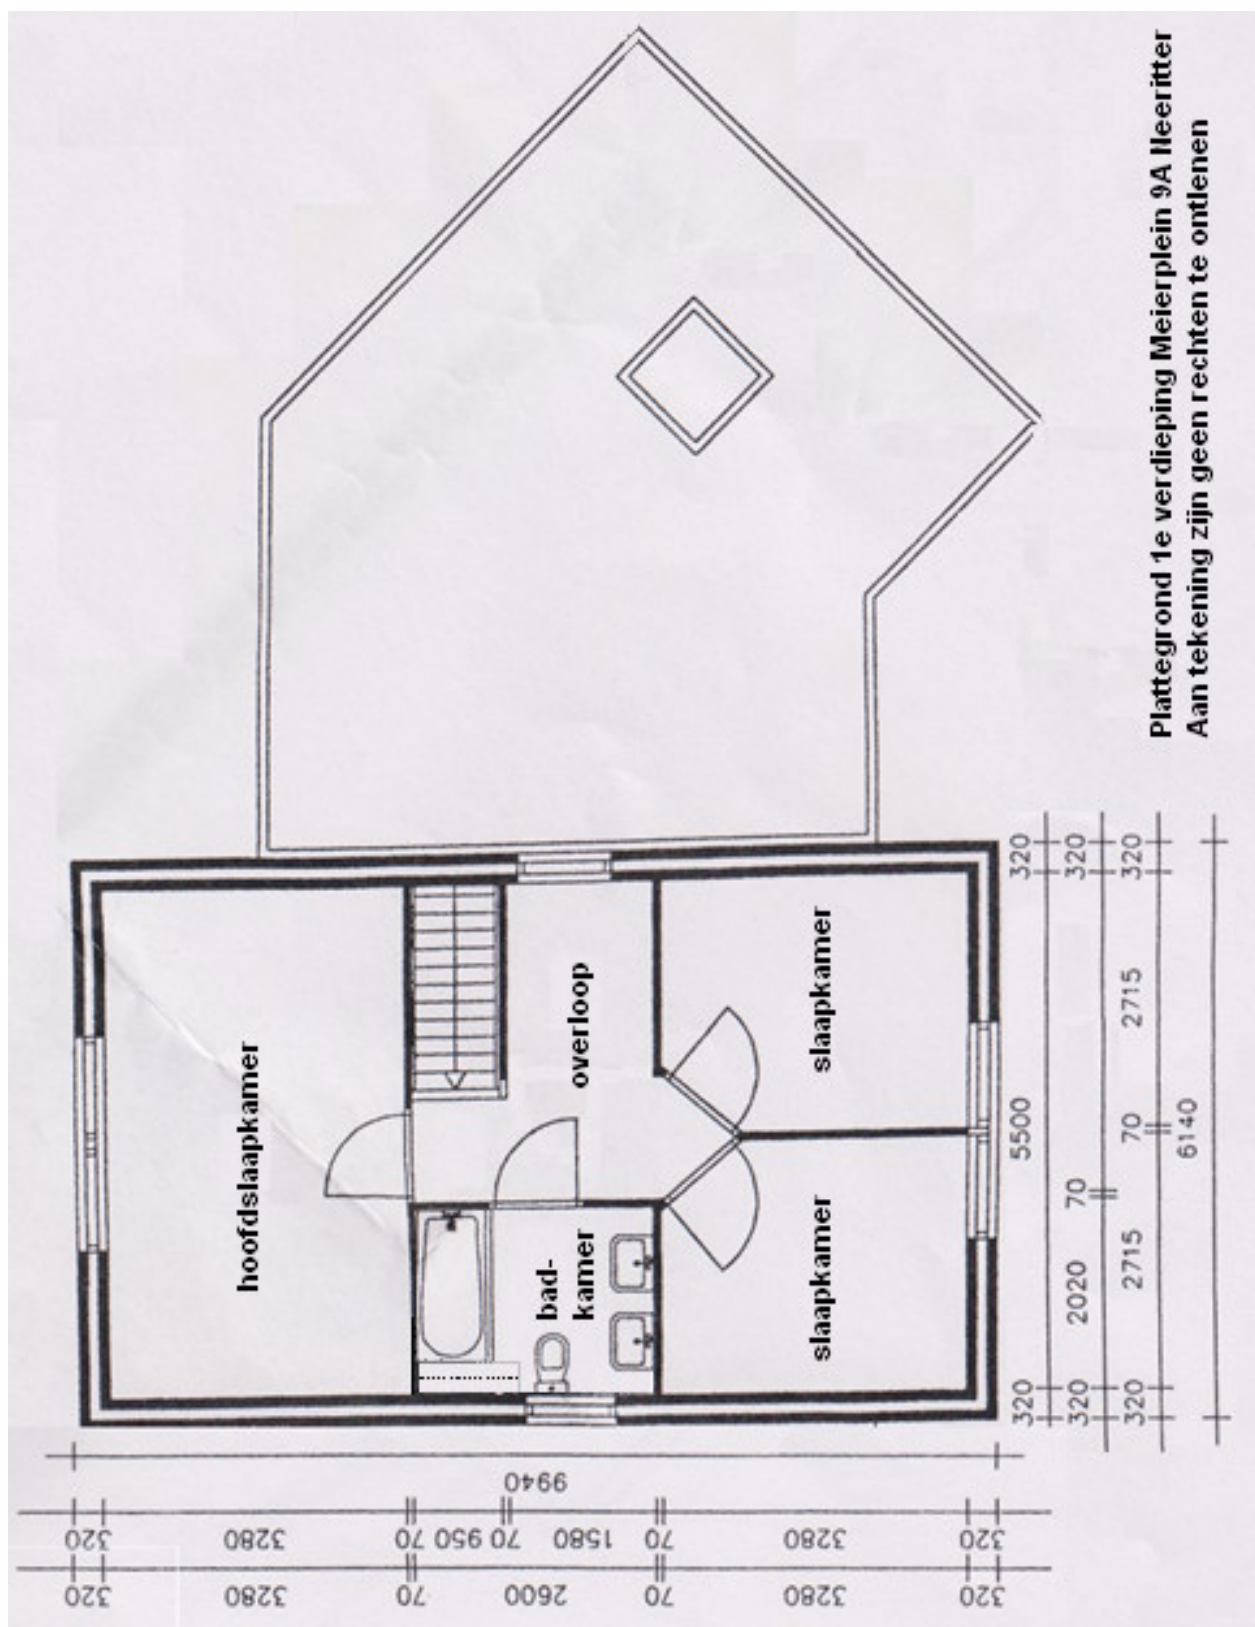 Plattegrond 1e verdieping Meierplein 9A Neeritter
Aan tekening zijn geen rechten te ontlenen
hoofdslaapkamer
overloop
bad-
kamer
slaapkamer
slaapkamer
320 5500 320
320 2020 70 320
320 2715 70 2715 320
6140
9940
320 3280 70 950 70 1580 70 3280 320
320 3280 70 2600 70 3280 320